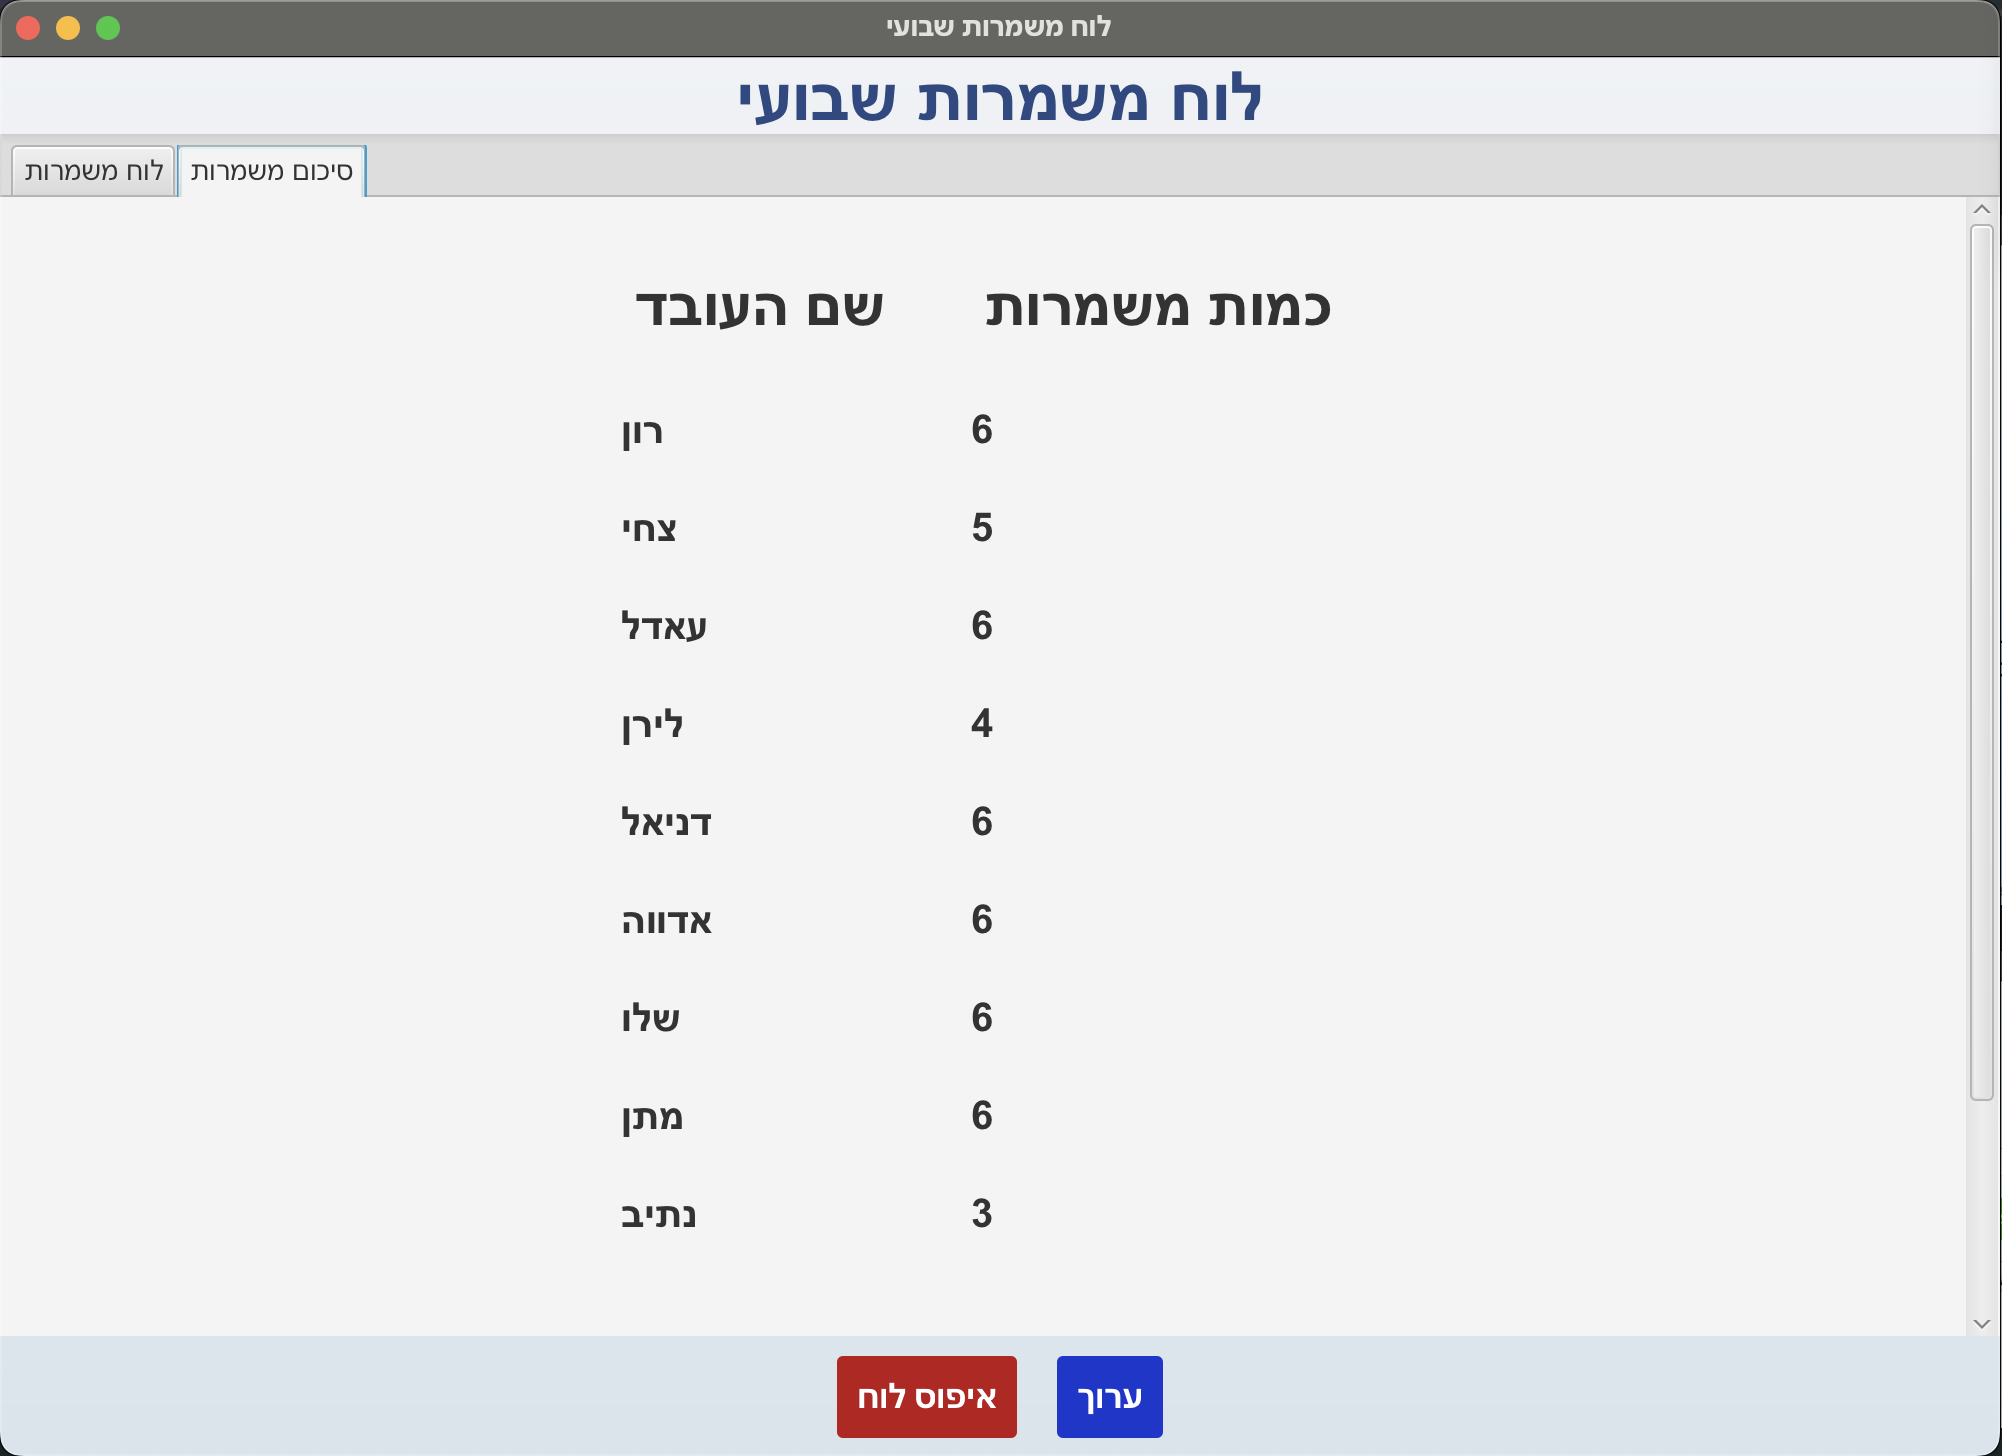 לוח משמרות שבועי
לוח משמרות שבועי
לוח משמרות
סיכום משמרות
שם העובד כמות משמרות
רון 6
צחי 5
עאדל 6
לירן 4
דניאל 6
אדווה 6
שלו 6
מתן 6
נתיב 3
ערוך
איפוס לוח